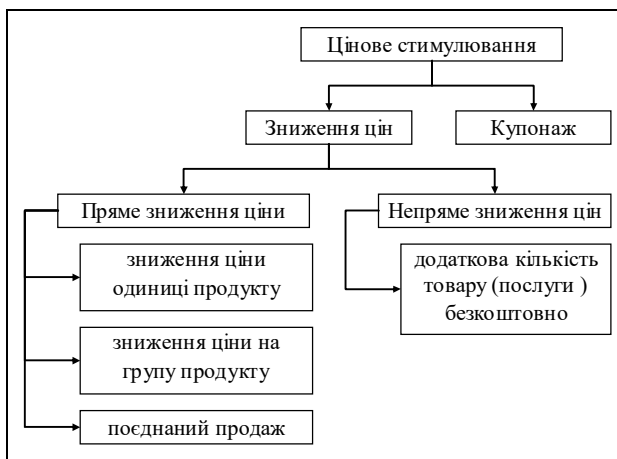 Цінове стимулювання
Зниження цін
Купонаж
Пряме зниження ціни
Непряме зниження цін
зниження ціни
одиниці продукту
додаткова кількість
товару (послуги )
безкоштовно
зниження ціни на
групу продукту
поєднаний продаж